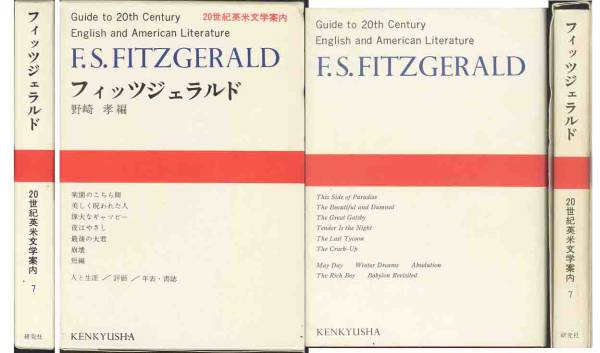 フィッツジェラルド
20世紀英米文学案内
7
研究社
Guide to 20th Century 20世紀英米文学案内
English and American Literature
F.S.FITZGERALD
フィッツジェラルド
野崎 孝編
楽園のこちら側
美しく呪われた人
偉大なギャツビー
夜はやさし
最後の大君
崩壊
短編
人と生涯／評価／年表・書誌
KENKYUSHA
Guide to 20th Century
English and American Literature
F.S.FITZGERALD
This Side of Paradise
The Beautiful and Damned
The Great Gatsby
Tender Is the Night
The Last Tycoon
The Crack-Up
May Day Winter Dreams Absolution
The Rich Boy Babylon Revisited
KENKYUSHA
フィッツジェラルド
20世紀英米文学案内
7
研究社